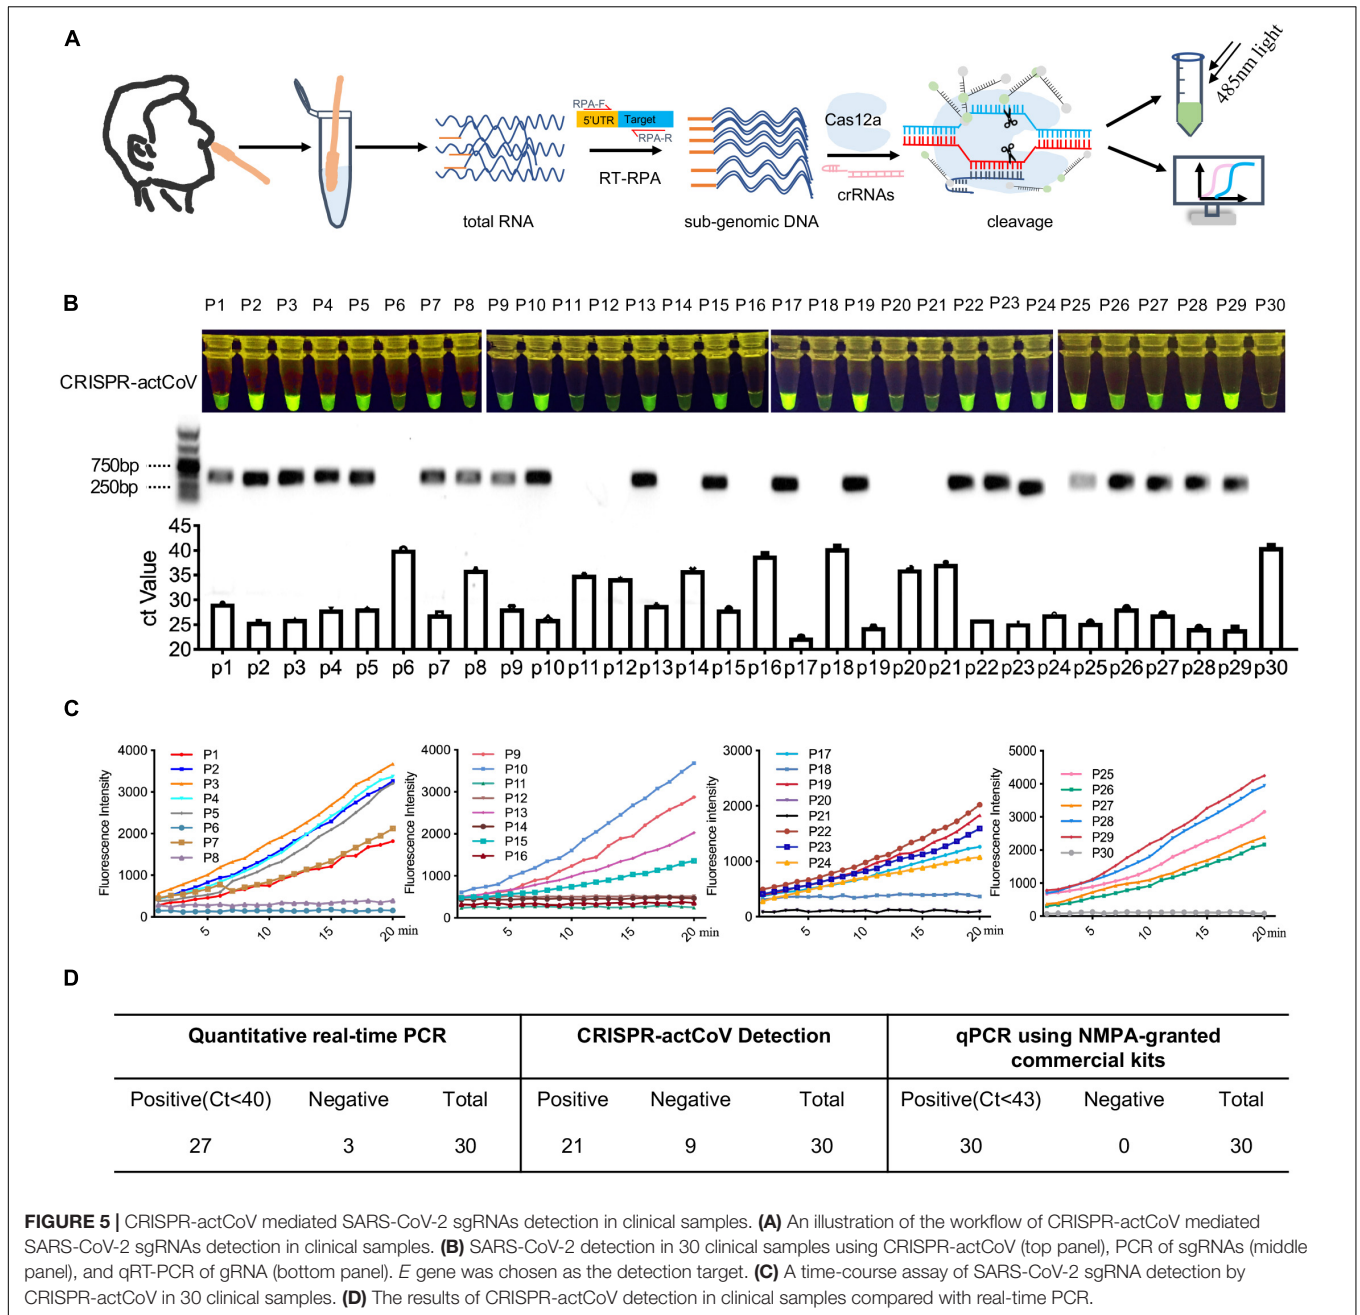 A
RPA-F
5'UTR Target
RPA-R
RT-RPA
Cas12a
crRNAs
485nm light
total RNA
sub-genomic DNA
cleavage
B
P1 P2 P3 P4 P5 P6 P7 P8 P9 P10 P11 P12 P13 P14 P15 P16 P17 P18 P19 P20 P21 P22 P23 P24 P25 P26 P27 P28 P29 P30
CRISPR-actCoV
750bp
250bp
ct Value
45
40
35
30
25
20
p1 p2 p3 p4 p5 p6 p7 p8 p9 p10 p11 p12 p13 p14 p15 p16 p17 p18 p19 p20 p21 p22 p23 p24 p25 p26 p27 p28 p29 p30
C
Fluorescence Intensity
4000
3000
2000
1000
0
P1
P2
P3
P4
P5
P6
P7
P8
5 10 15 20 min
Fluorescence intensity
4000
3000
2000
1000
0
P9
P10
P11
P12
P13
P14
P15
P16
5 10 15 20 min
Fluoresence intensity
3000
2000
1000
0
P17
P18
P19
P20
P21
P22
P23
P24
5 10 15 20 min
Fluoresence Intensity
5000
4000
3000
2000
1000
0
P25
P26
P27
P28
P29
P30
5 10 15 20 min
D
Quantitative real-time PCR CRISPR-actCoV Detection qPCR using NMPA-granted
commercial kits
Positive(Ct<40) Negative Total Positive Negative Total Positive(Ct<43) Negative Total
27 3 30 21 9 30 30 0 30
FIGURE 5 | CRISPR-actCoV mediated SARS-CoV-2 sgRNAs detection in clinical samples. (A) An illustration of the workflow of CRISPR-actCoV mediated
SARS-CoV-2 sgRNAs detection in clinical samples. (B) SARS-CoV-2 detection in 30 clinical samples using CRISPR-actCoV (top panel), PCR of sgRNAs (middle
panel), and qRT-PCR of gRNA (bottom panel). E gene was chosen as the detection target. (C) A time-course assay of SARS-CoV-2 sgRNA detection by
CRISPR-actCoV in 30 clinical samples. (D) The results of CRISPR-actCoV detection in clinical samples compared with real-time PCR.